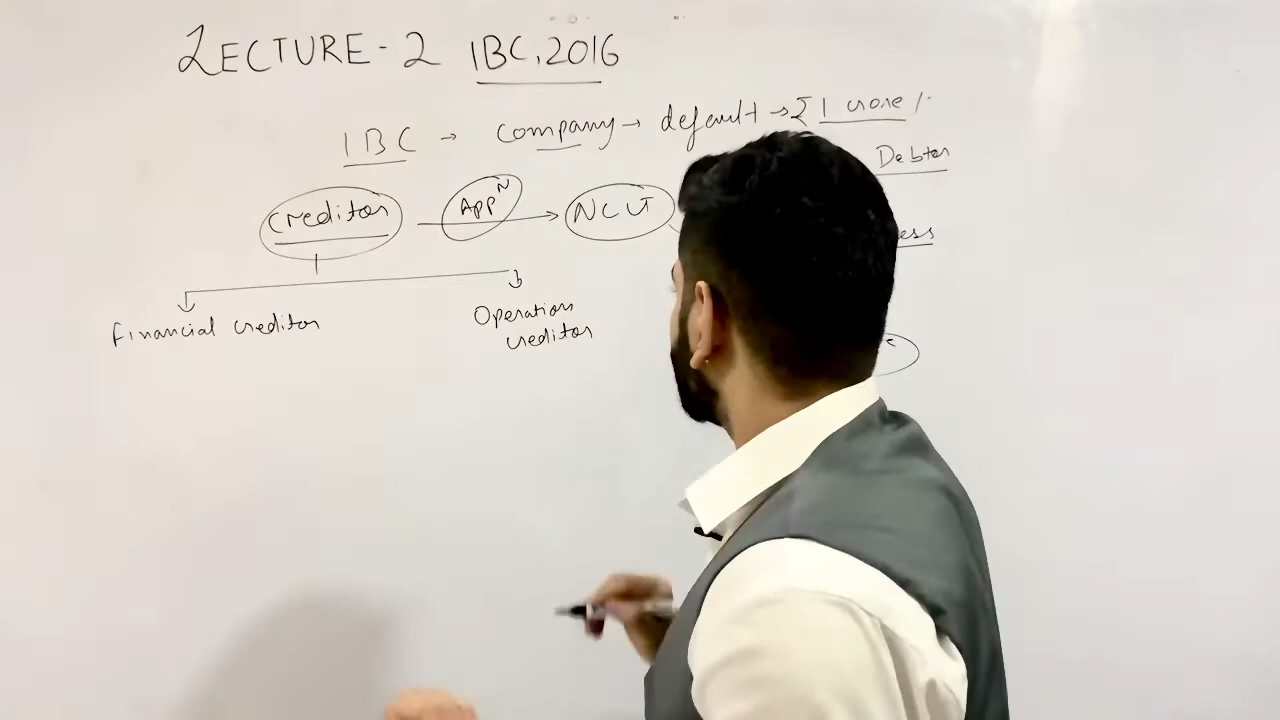 LECTURE-2 IBC,2016
IBC → company → default → ₹ 1 crore/-
Debtor
Creditor APPN → NCLT
Financial creditor
Operation creditor